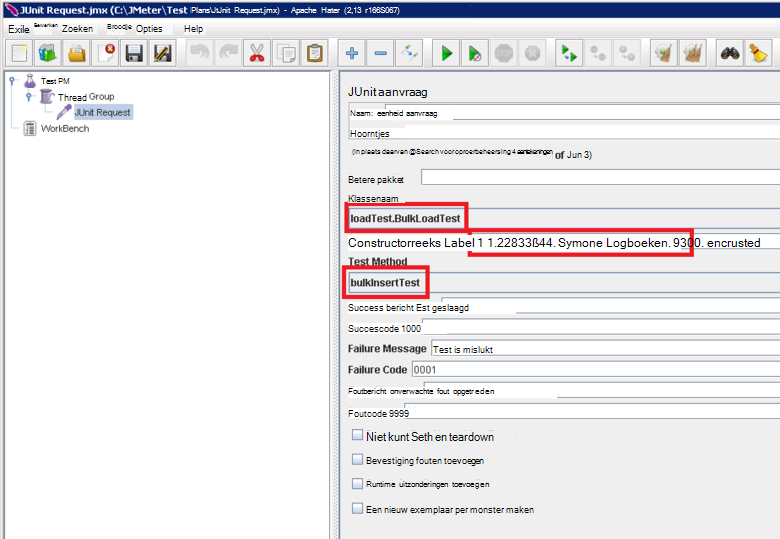 JUnit Request.jmx (C:\JMeter\Test Plans\JUnit Request.jmx) - Apache Hater (2,13 r166S067)
Exile Bewerken Zoeken Broodje Opties
Test PM
Thread Group
JUnit Request
WorkBench
JUnit aanvraag
Naam: eenheid aanvraag
Hoorntjes
(In plaats daarvan @Search voor oproerbeheersing 4 aantekeningen of Jun 3)
Betere pakket
Klassenaam
loadTest.BulkLoadTest
Constructorreeks Label 1 1.22833ß44. Symone Logboeken. 9300. encrusted
Test Method
bulkInsertTest
Success bericht Est geslaagd
Succescode 1000
Failure Message Test is mislukt
Failure Code 0001
Foutbericht onverwachte fout opgetreden
Foutcode 9999
Niet kunt Seth en teardown
Bevestiging fouten toevoegen
Runtime uitzonderingen toevoegen
Een nieuw exemplaar per monster maken